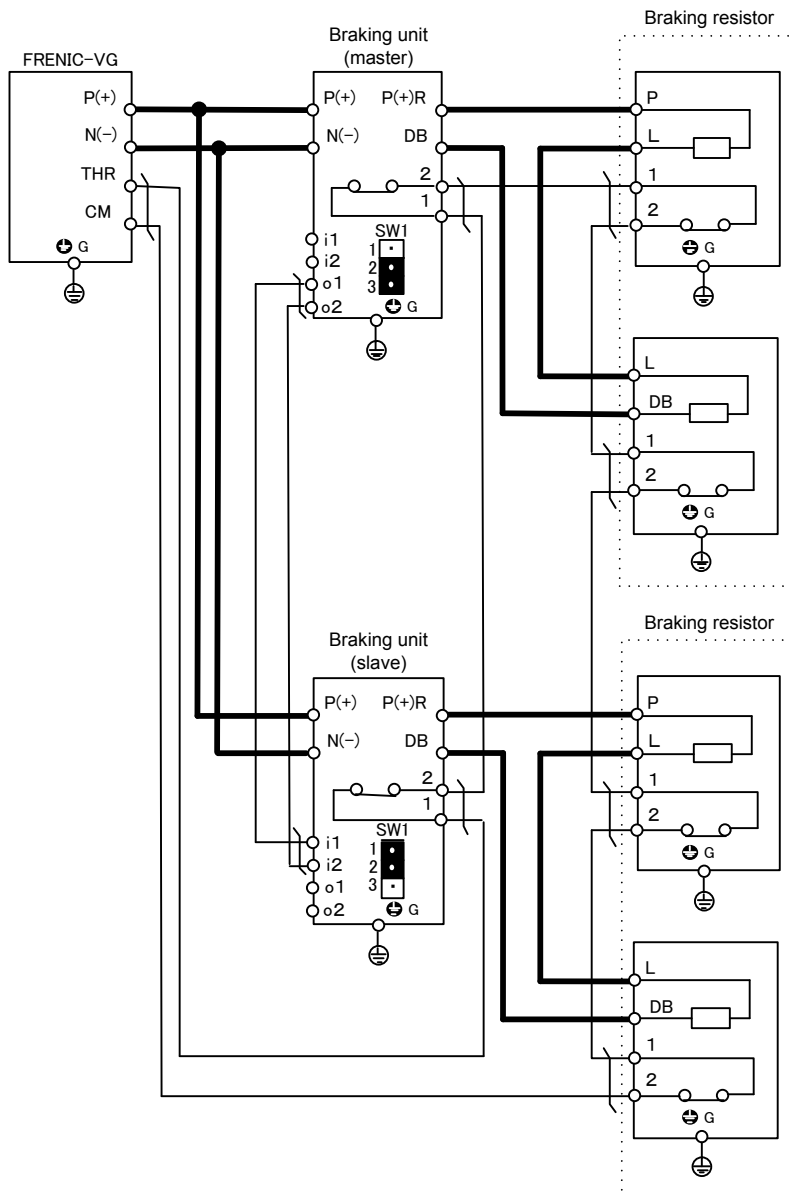 FRENIC-VG
P(+)
N(-)
THR
CM
G
Braking unit
(master)
P(+) P(+)R
N(-) DB
2
1
i1
i2
o1
o2
SW1
1
2
3
G
Braking resistor
P
L
1
2
G
L
DB
1
2
G
Braking unit
(slave)
P(+) P(+)R
N(-) DB
2
1
i1
i2
o1
o2
SW1
1
2
3
G
Braking resistor
P
L
1
2
G
L
DB
1
2
G